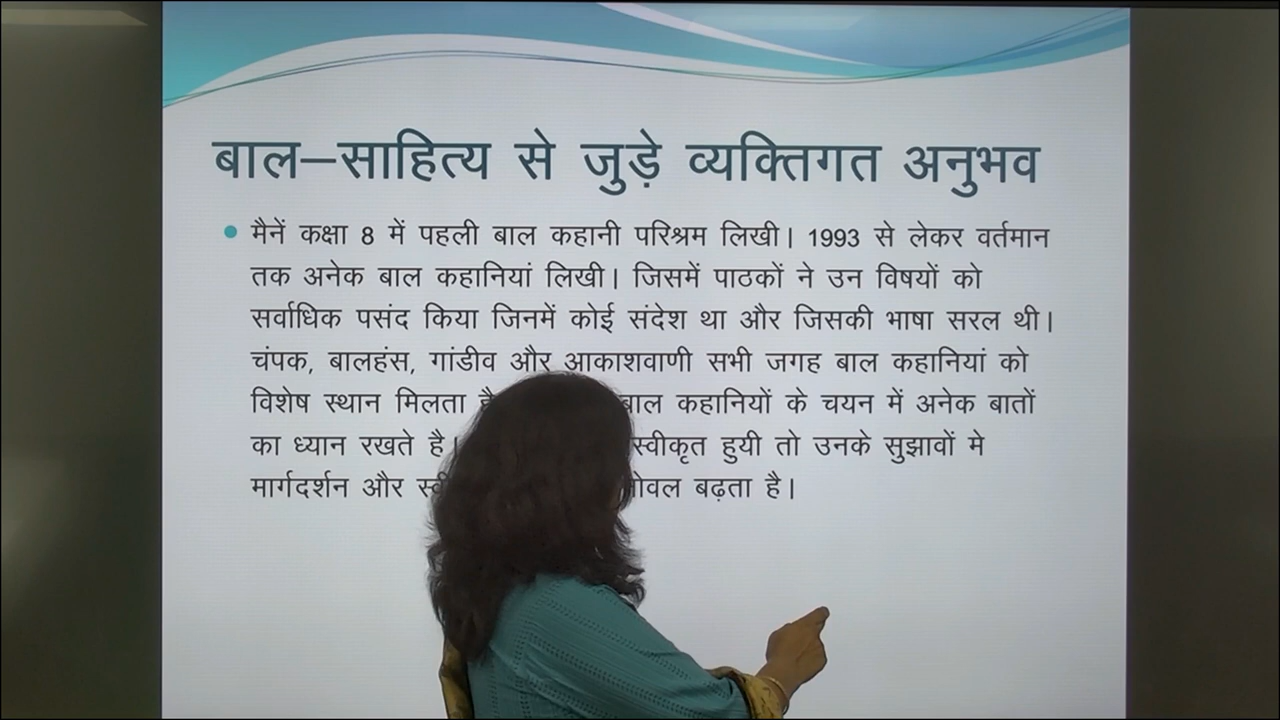 बाल–साहित्य से जुड़े व्यक्तिगत अनुभव
मैनें कक्षा 8 में पहली बाल कहानी परिश्रम लिखी। 1993 से लेकर वर्तमान
तक अनेक बाल कहानियां लिखी। जिसमें पाठकों ने उन विषयों को
सर्वाधिक पसंद किया जिनमें कोई संदेश था और जिसकी भाषा सरल थी।
चंपक, बालहंस, गांडीव और आकाशवाणी सभी जगह बाल कहानियां को
विशेष स्थान मिलता बाल कहानियों के चयन में अनेक बातों
का ध्यान रखते है। हुयी तो उनके सुझावों मे
मार्गदर्शन और बढ़ता है।